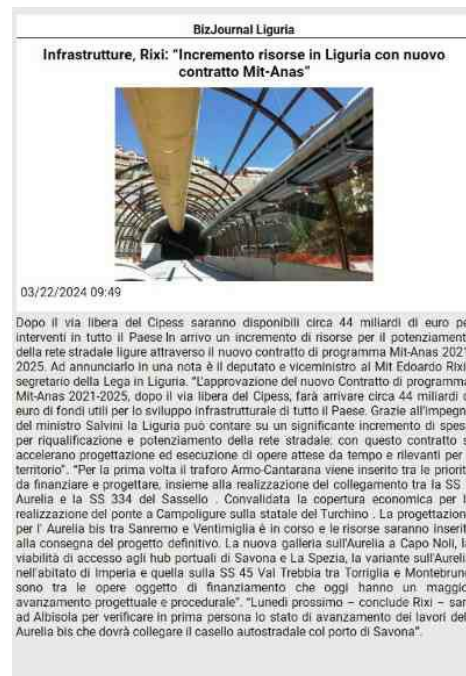 BizJournal Liguria
Infrastrutture, Rixi: “Incremento risorse in Liguria con nuovo
contratto Mit-Anas”
03/22/2024 09:49
Dopo il via libera del Cipess saranno disponibili circa 44 miliardi di euro pe
interventi in tutto il Paese In arrivo un incremento di risorse per il potenziament
della rete stradale ligure attraverso il nuovo contratto di programma Mit-Anas 2021
2025. Ad annunciarlo in una nota è il deputato e viceministro al Mit Edoardo Rixi
segretario della Lega in Liguria. “L’approvazione del nuovo Contratto di programma
Mit-Anas 2021-2025, dopo il via libera del Cipess, farà arrivare circa 44 miliardi d
euro di fondi utili per lo sviluppo infrastrutturale di tutto il Paese. Grazie all’impegn
del ministro Salvini la Liguria può contare su un significante incremento di spes
per riqualificazione e potenziamento della rete stradale: con questo contratto s
accelerano progettazione ed esecuzione di opere attese da tempo e rilevanti per
territorio”. “Per la prima volta il traforo Armo-Cantarana viene inserito tra le priorit
da finanziare e progettare, insieme alla realizzazione del collegamento tra la SS
Aurelia e la SS 334 del Sassello . Convalidata la copertura economica per l
realizzazione del ponte a Campoligure sulla statale del Turchino . La progettazion
per l’ Aurelia bis tra Sanremo e Ventimiglia è in corso e le risorse saranno inserit
alla consegna del progetto definitivo. La nuova galleria sull’Aurelia a Capo Noli, l
viabilità di accesso agli hub portuali di Savona e La Spezia, la variante sull’Aureli
nell’abitato di Imperia e quella sulla SS 45 Val Trebbia tra Torriglia e Montebrun
sono tra le opere oggetto di finanziamento che oggi hanno un maggio
avanzamento progettuale e procedurale”. “Lunedì prossimo – conclude Rixi – sar
ad Albisola per verificare in prima persona lo stato di avanzamento dei lavori del
Aurelia bis che dovrà collegare il casello autostradale col porto di Savona”.